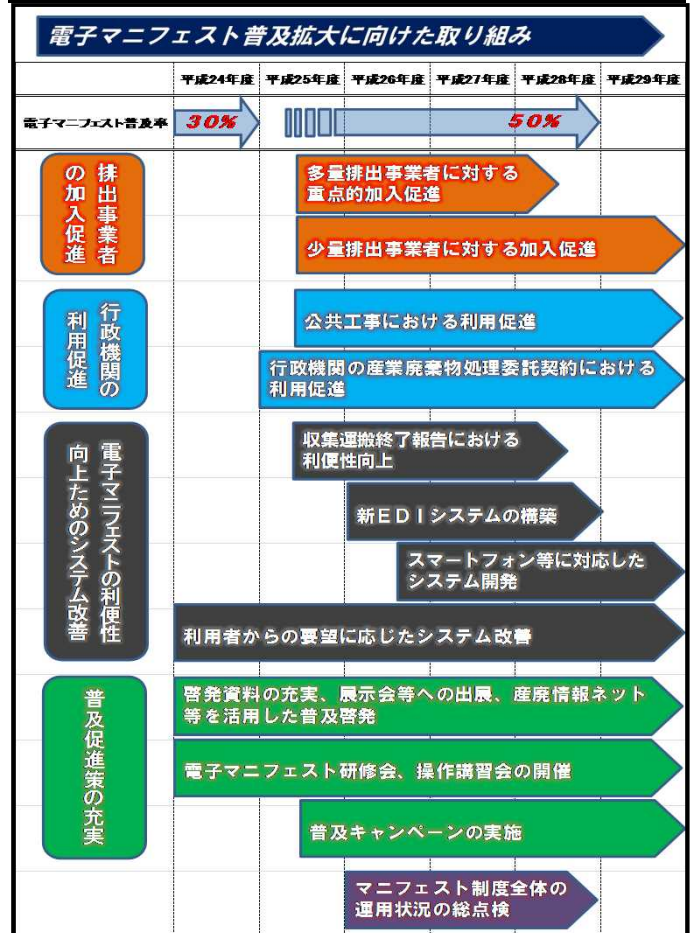 電子マニフェスト普及拡大に向けた取り組み
平成24年度 平成25年度 平成26年度 平成27年度 平成28年度 平成29年度
電子マニフェスト普及率 30% 50%
排出事業者
の加入促進
多量排出事業者に対する
重点的加入促進
少量排出事業者に対する加入促進
行政機関の
利用促進
公共工事における利用促進
行政機関の産業廃棄物処理委託契約における
利用促進
電子マニフェストの利便性
向上ためのシステム改善
収集運搬終了報告における
利便性向上
新EDIシステムの構築
スマートフォン等に対応した
システム開発
利用者からの要望に応じたシステム改善
普及促進策の充実
啓発資料の充実、展示会等への出展、産廃情報ネット
等を活用した普及啓発
電子マニフェスト研修会、操作講習会の開催
普及キャンペーンの実施
マニフェスト制度全体の
運用状況の総点検